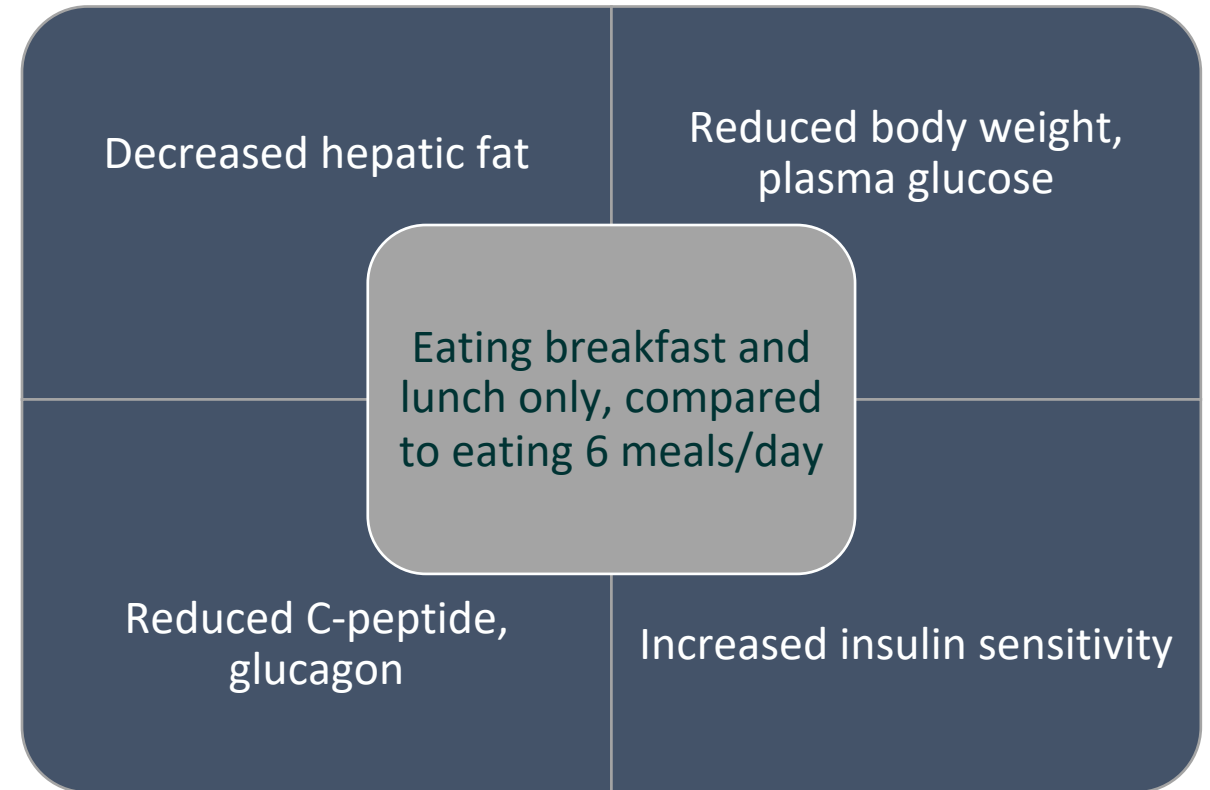 Decreased hepatic fat
Reduced body weight,
plasma glucose
Eating breakfast and
lunch only, compared
to eating 6 meals/day
Reduced C-peptide,
glucagon
Increased insulin sensitivity